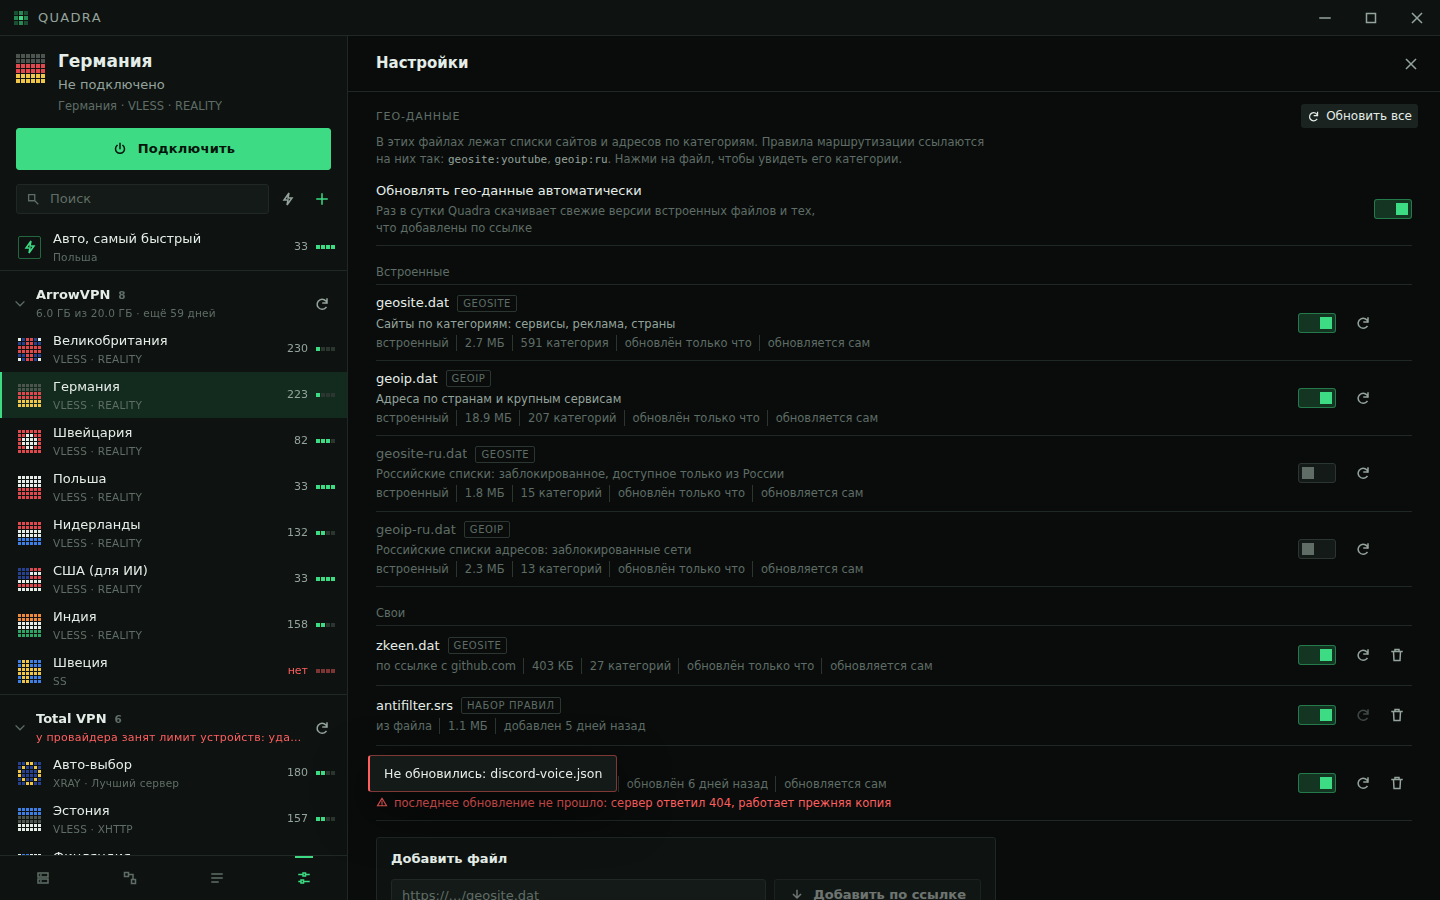 QUADRA
Германия
Не подключено
Германия · VLESS · REALITY
Подключить
Поиск
Авто, самый быстрый
Польша
33
ArrowVPN 8
6.0 ГБ из 20.0 ГБ · ещё 59 дней
Великобритания
VLESS · REALITY
230
Германия
VLESS · REALITY
223
Швейцария
VLESS · REALITY
82
Польша
VLESS · REALITY
33
Нидерланды
VLESS · REALITY
132
США (для ИИ)
VLESS · REALITY
33
Индия
VLESS · REALITY
158
Швеция
SS
нет
Total VPN 6
у провайдера занят лимит устройств: уда...
Авто-выбор
XRAY · Лучший сервер
180
Эстония
VLESS · XHTTP
157
Настройки
ГЕО-ДАННЫЕ
Обновить все
В этих файлах лежат списки сайтов и адресов по категориям. Правила маршрутизации ссылаются
на них так: geosite:youtube, geoip:ru. Нажми на файл, чтобы увидеть его категории.
Обновлять гео-данные автоматически
Раз в сутки Quadra скачивает свежие версии встроенных файлов и тех,
что добавлены по ссылке
Встроенные
geosite.dat GEOSITE
Сайты по категориям: сервисы, реклама, страны
встроенный 2.7 МБ 591 категория обновлён только что обновляется сам
geoip.dat GEOIP
Адреса по странам и крупным сервисам
встроенный 18.9 МБ 207 категорий обновлён только что обновляется сам
geosite-ru.dat GEOSITE
Российские списки: заблокированное, доступное только из России
встроенный 1.8 МБ 15 категорий обновлён только что обновляется сам
geoip-ru.dat GEOIP
Российские списки адресов: заблокированные сети
встроенный 2.3 МБ 13 категорий обновлён только что обновляется сам
Свои
zkeen.dat GEOSITE
по ссылке с github.com 403 КБ 27 категорий обновлён только что обновляется сам
antifilter.srs НАБОР ПРАВИЛ
из файла 1.1 МБ добавлен 5 дней назад
Не обновились: discord-voice.json
обновлён 6 дней назад обновляется сам
последнее обновление не прошло: сервер ответил 404, работает прежняя копия
Добавить файл
https://.../geosite.dat
Добавить по ссылке